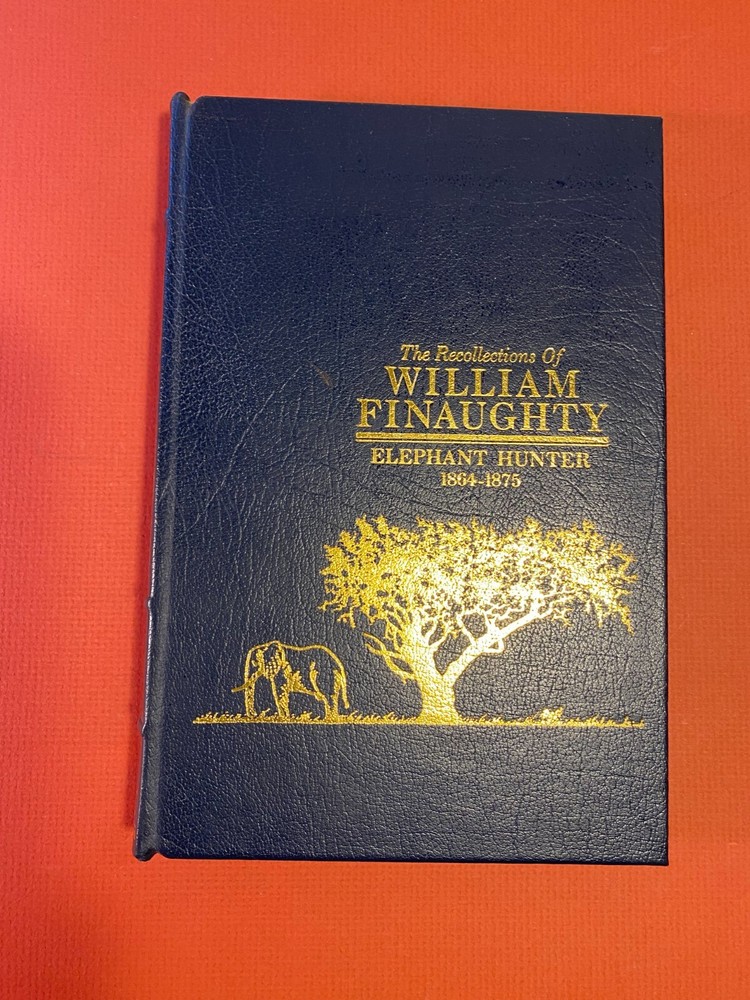 The Recollections Of
WILLIAM
FINAUGHTY
ELEPHANT HUNTER
1864-1875